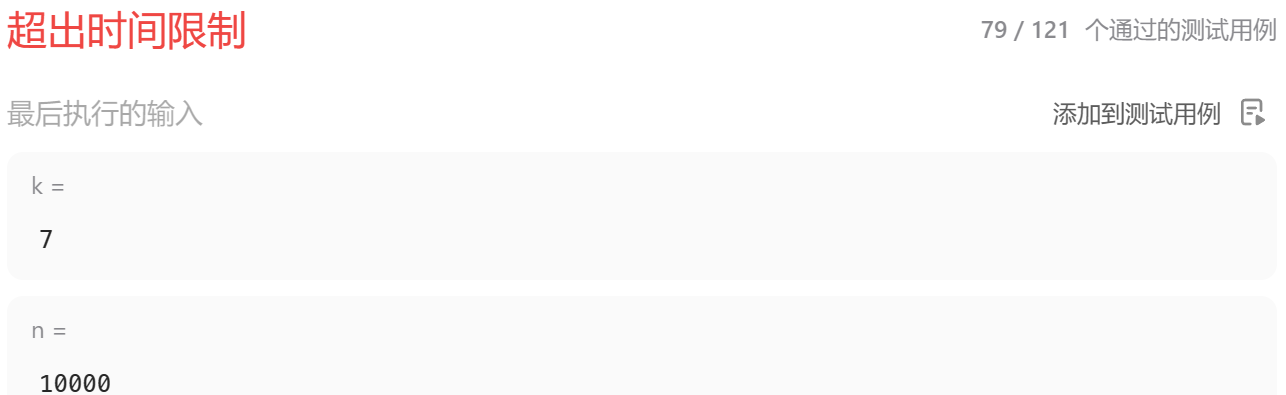 超出时间限制
79 / 121 个通过的测试用例
最后执行的输入
添加到测试用例
k =
7
n =
10000